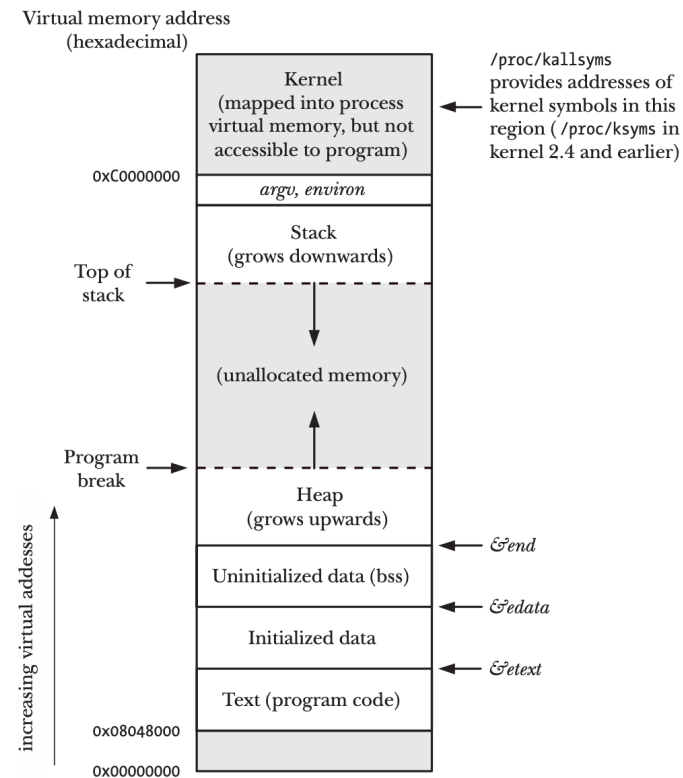 Virtual memory address
(hexadecimal)
/proc/kallsyms
provides addresses of
kernel symbols in this
region (/proc/ksyms in
kernel 2.4 and earlier)
Kernel
(mapped into process
virtual memory, but not
accessible to program)
0xC0000000
argv, environ
Stack
(grows downwards)
Top of
stack
(unallocated memory)
Program
break
Heap
(grows upwards)
&end
Uninitialized data (bss)
&edata
Initialized data
&etext
Text (program code)
0x08048000
0x00000000
increasing virtual addesses